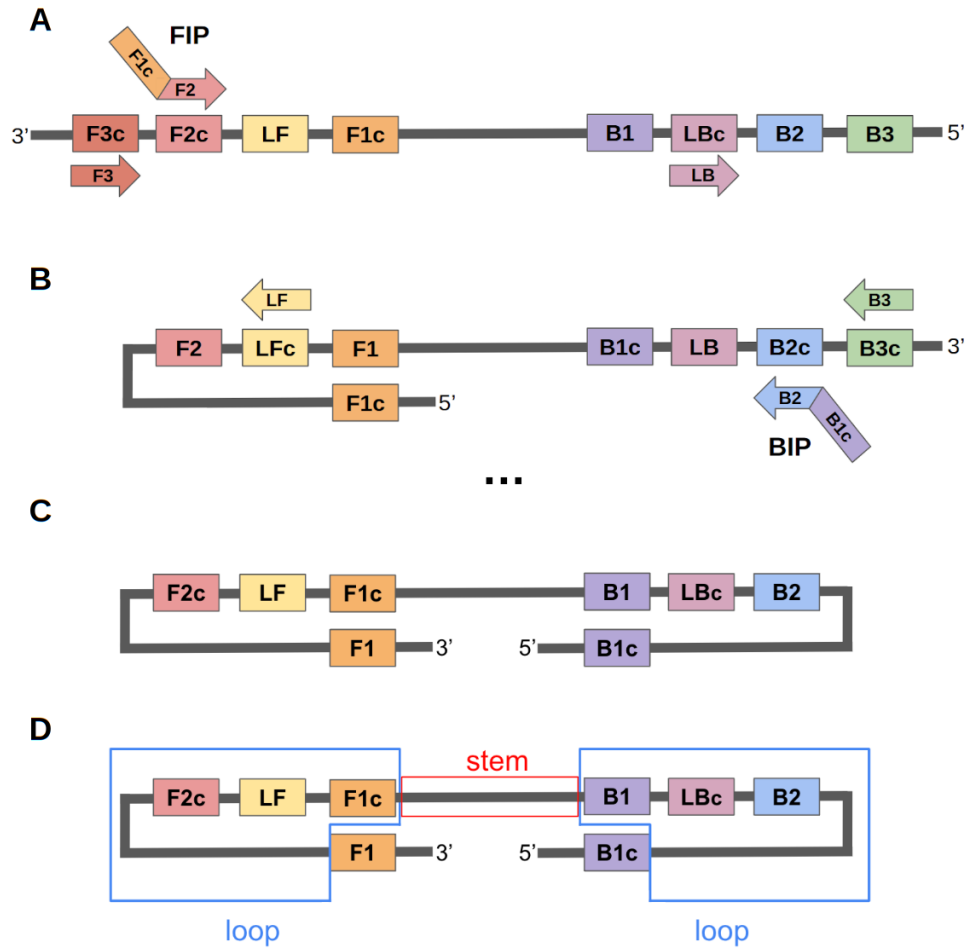 A
FIP
F1c
F2
3’ F3c F2c LF F1c B1 LBc B2 B3 5’
F3 LB
B
LF B3
F2 LFc F1 B1c LB B2c B3c 3’
F1c 5’
B2
B1c
BIP
...
C
F2c LF F1c B1 LBc B2
F1 3’ 5’ B1c
D
stem
F2c LF F1c B1 LBc B2
F1 3’ 5’ B1c
loop loop